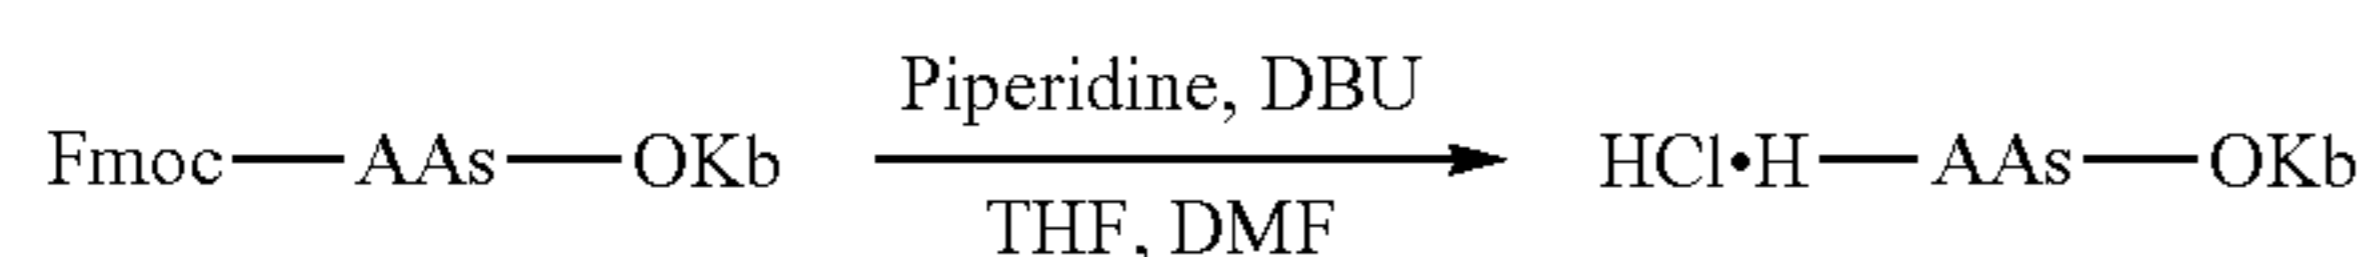 Piperidine, DBU
Fmoc—AAs—OKb HCl•H—AAs—OKb
THF, DMF